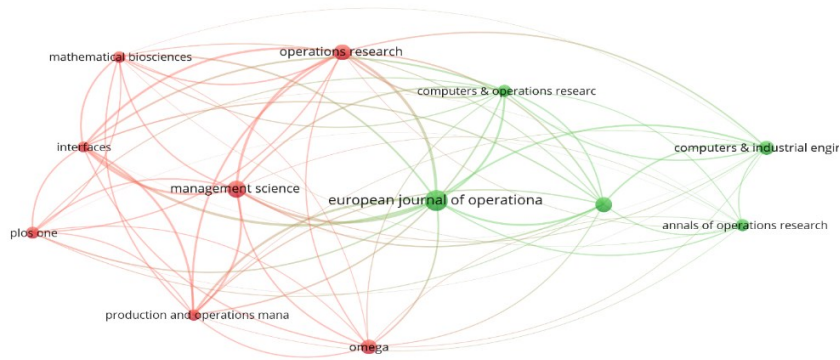 operations research
mathematical biosciences
computers & operations researc
interfaces
computers & industrial engir
management science
european journal of operationa
annals of operations research
plos one
production and operations mana
omega